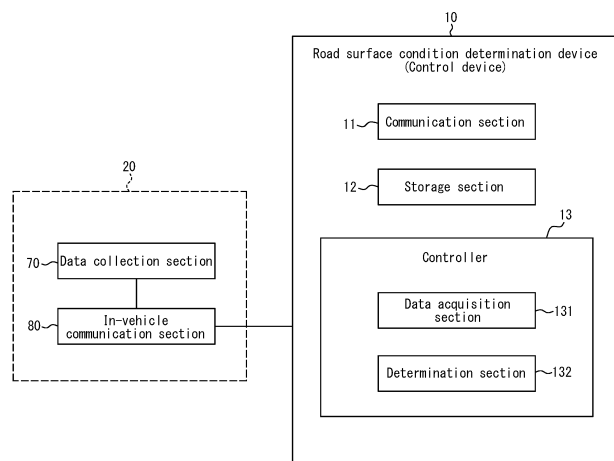 10
Road surface condition determination device
(Control device)
11
Communication section
12
Storage section
20
13
70
Data collection section
Controller
80
In-vehicle
communication section
Data acquisition
section
131
Determination section
132